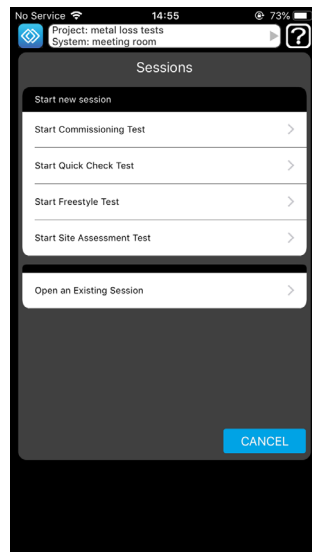 No Service 14:55 73%
Project: metal loss tests
System: meeting room
?
Sessions
Start new session
Start Commissioning Test
Start Quick Check Test
Start Freestyle Test
Start Site Assessment Test
Open an Existing Session
CANCEL